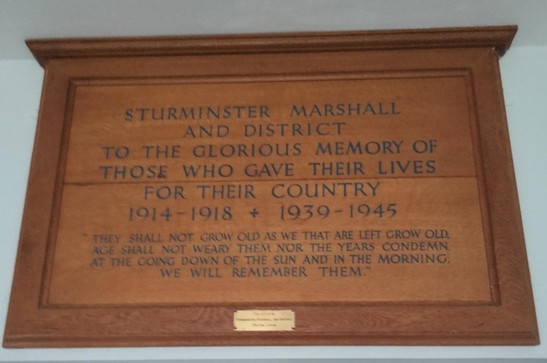 STURMINSTER MARSHALL
AND DISTRICT
TO THE GLORIOUS MEMORY OF
THOSE WHO GAVE THEIR LIVES
FOR THEIR COUNTRY
1914-1918 + 1939-1945
"THEY SHALL NOT GROW OLD AS WE THAT ARE LEFT GROW OLD,
AGE SHALL NOT WEARY THEM NOR THE YEARS CONDEMN.
AT THE GOING DOWN OF THE SUN AND IN THE MORNING,
WE WILL REMEMBER THEM."